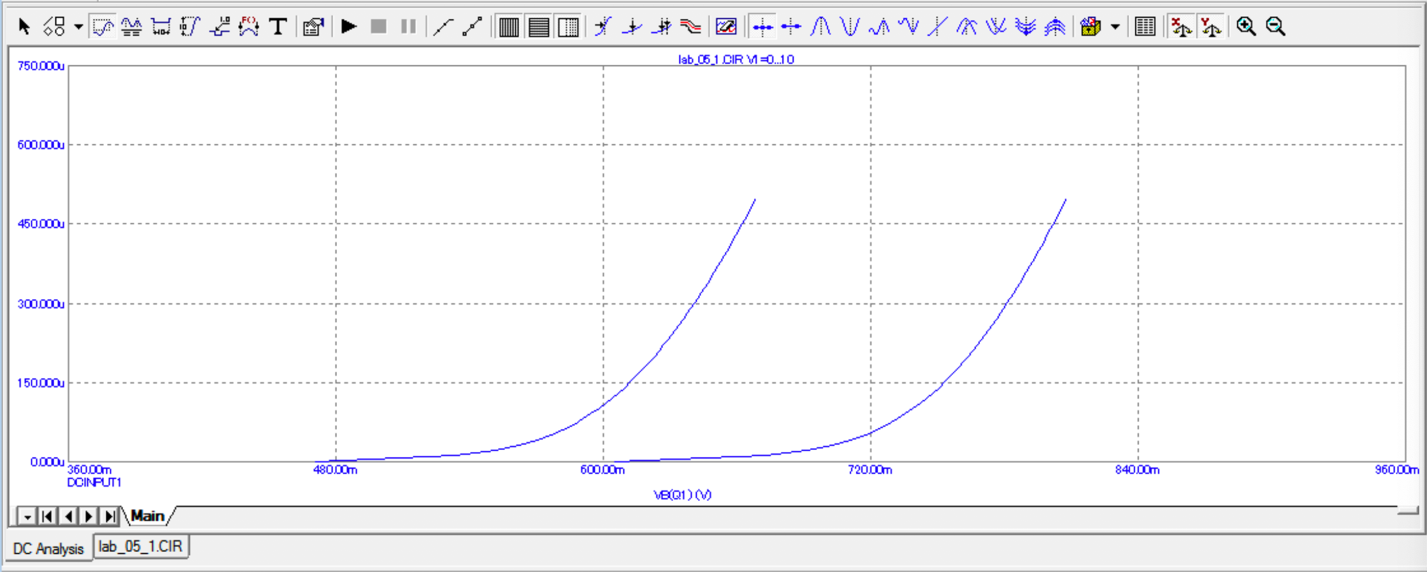 T
lab_05_1.CIR V1=0...10
750.000u
600.000u
450.000u
300.000u
150.000u
0.000u
360.00m 480.00m 600.00m 720.00m 840.00m 960.00m
DCINPUT1
VB(Q1) (V)
Main
DC Analysis lab_05_1.CIR